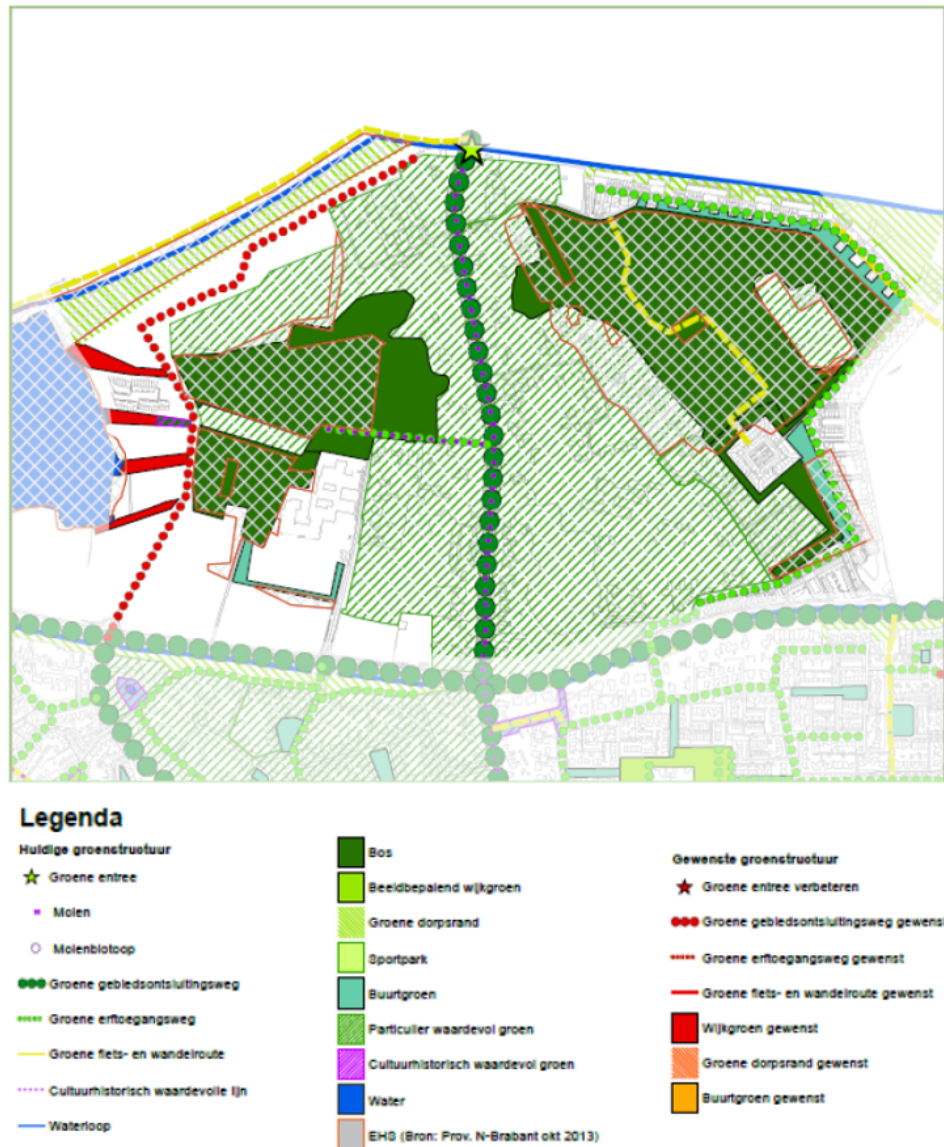 Legenda
Huidige groenstructuur
Groene entree
Molen
Molenbiotoop
Groene gebiedsontsluitingsweg
Groene erftoegangsweg
Groene fiets- en wandelroute
Cultuurhistorisch waardevolle lijn
Waterloop
Bos
Beeldbepalend wijkgroen
Groene dorpsrand
Sportpark
Buurtgroen
Particulier waardevol groen
Cultuurhistorisch waardevol groen
Water
EHS (Bron: Prov. N-Brabant okt 2013)
Gewenste groenstructuur
Groene entree verbeteren
Groene gebiedsontsluitingsweg gewenst
Groene erftoegangsweg gewenst
Groene fiets- en wandelroute gewenst
Wijkgroen gewenst
Groene dorpsrand gewenst
Buurtgroen gewenst